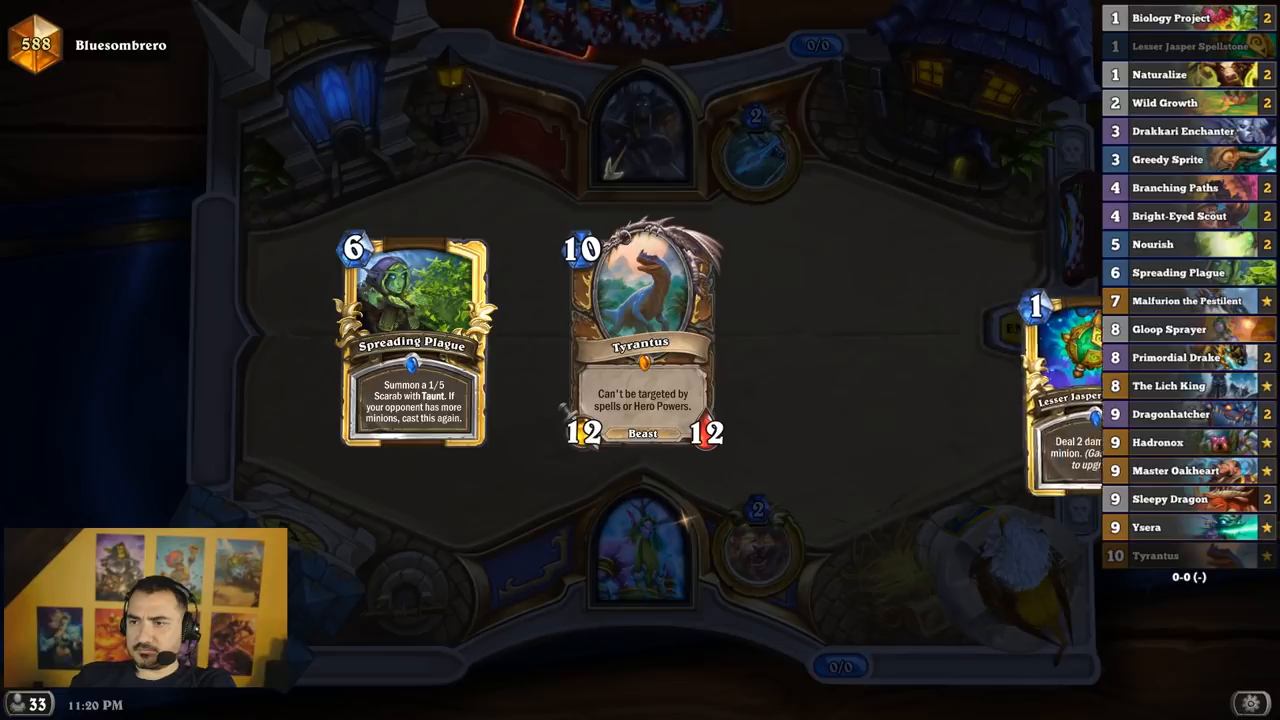 588
Bluesombrero
0/0
2
6
Spreading Plague
Summon a 1/5
Scarab with Taunt. If
your opponent has more
minions, cast this again.
10
Tyrantus
Can't be targeted by
spells or Hero Powers.
12
Beast
12
1
Lesser Jasper
Deal 2
minion.
to
2
0/0
1 Biology Project 2
1 Lesser Jasper Spellstone
1 Naturalize 2
2 Wild Growth 2
3 Drakkari Enchanter
3 Greedy Sprite
4 Branching Paths 2
4 Bright-Eyed Scout 2
5 Nourish 2
6 Spreading Plague
7 Malfurion the Pestilent
8 Gloop Sprayer
8 Primordial Drake 2
8 The Lich King
9 Dragonhatcher 2
9 Hadronox
9 Master Oakheart
9 Sleepy Dragon 2
9 Ysera
10 Tyrantus
0-0 (-)
33
11:20 PM